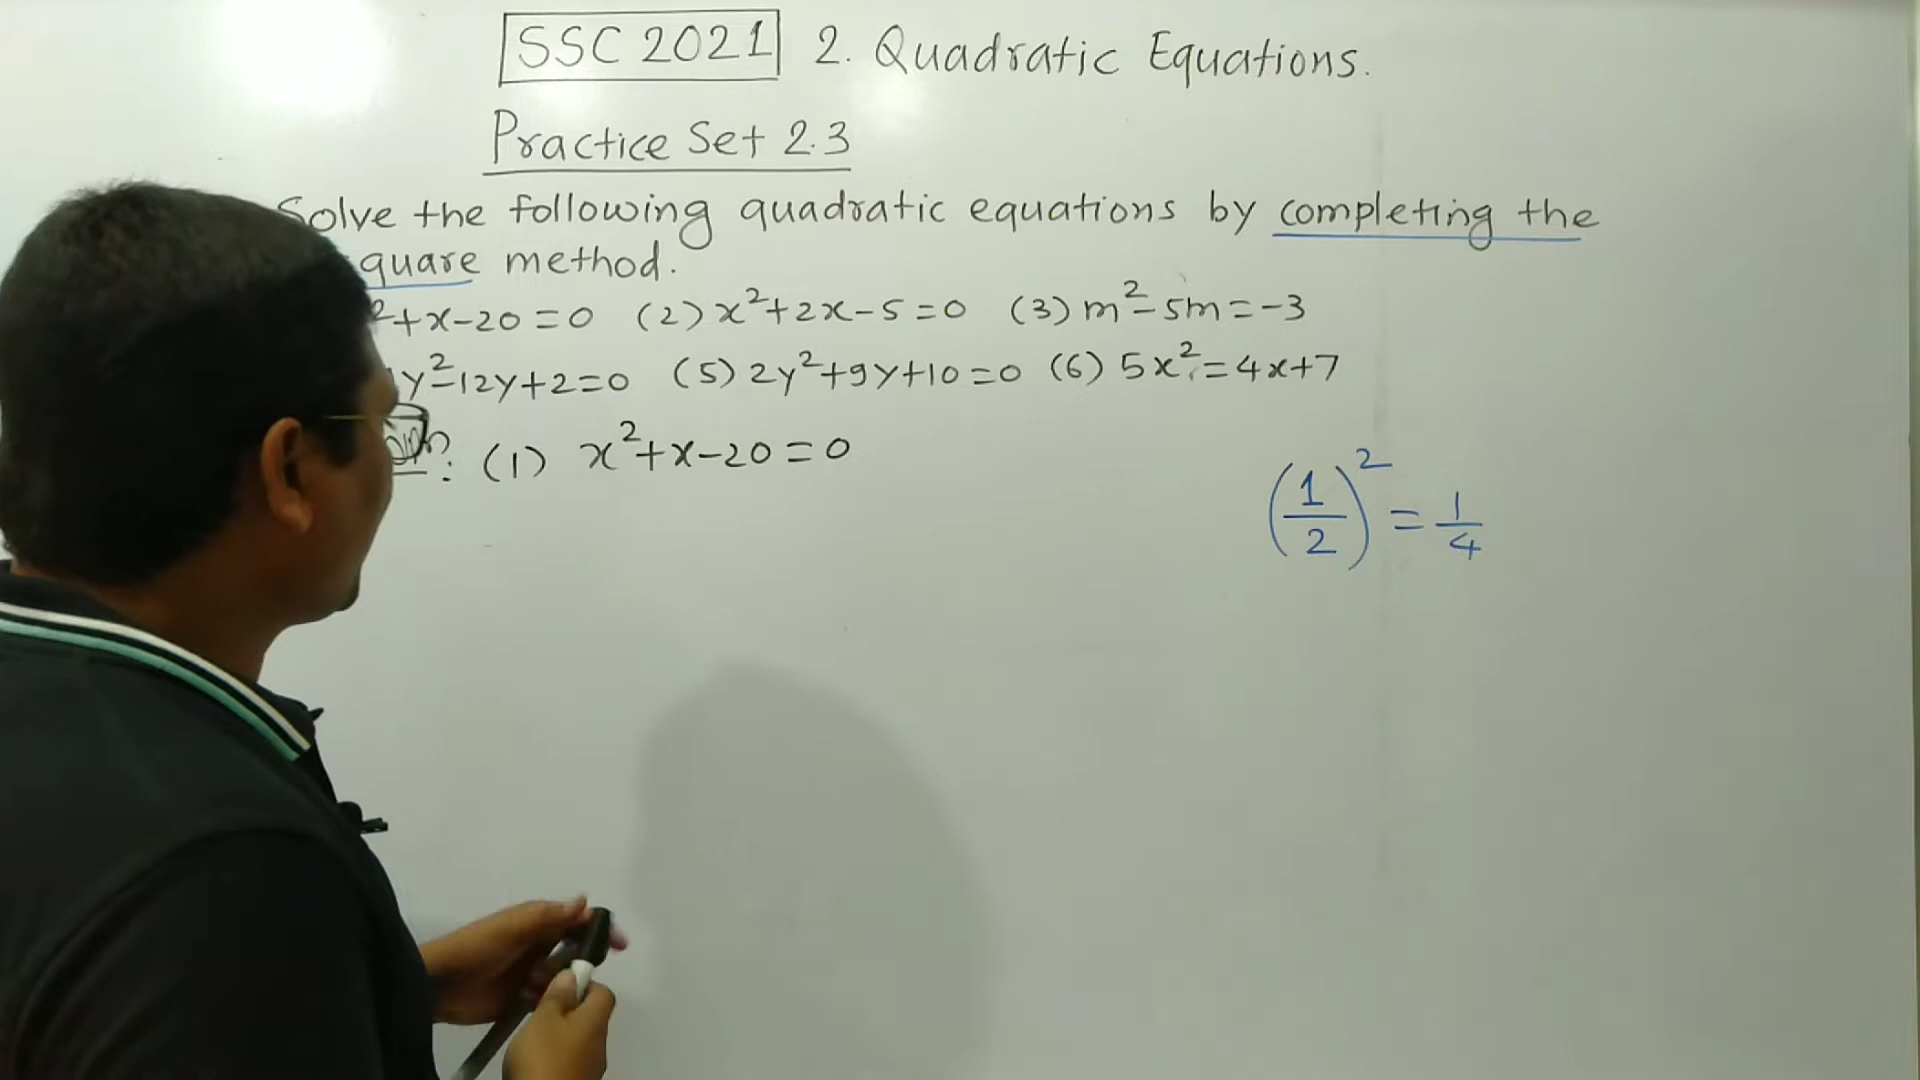 SSC 2021 2. Quadratic Equations.
Practice Set 2.3
Solve the following quadratic equations by completing the
quare method.
²+x-20=0 (2) x²+2x-5=0 (3) m²-5m=-3
y²-12y+2=0 (5) 2y²+9y+10=0 (6) 5x²=4x+7
: (1) x²+x-20=0
(1/2)² = 1/4